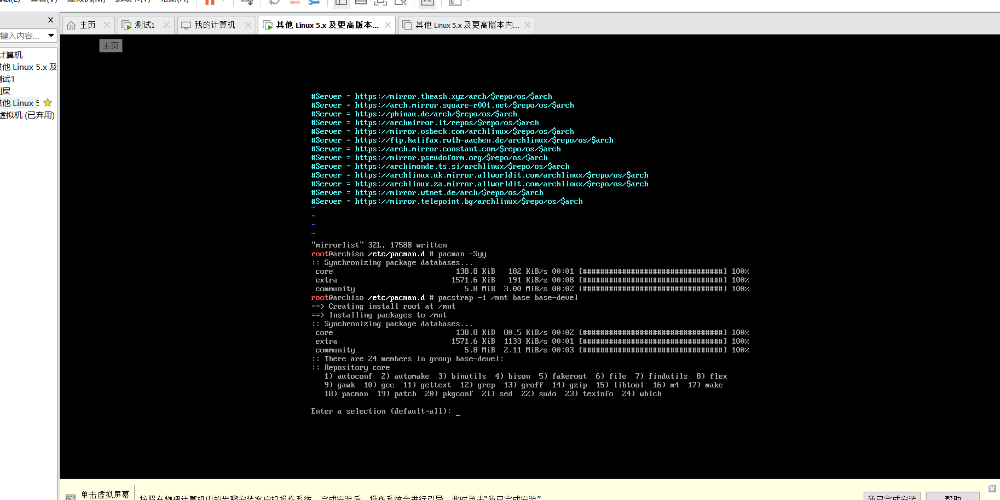 主页
测试1
我的计算机
其他 Linux 5.x 及更高版本...
其他 Linux 5.x 及更高版本内...
键入内容...
计算机
其他 Linux 5.x 及
测试1
其他 Linux 5
虚拟机 (已弃用)
主页
#Server = https://mirror.theash.xyz/arch/$repo/os/$arch
#Server = https://arch.mirror.square-r00t.net/$repo/os/$arch
#Server = https://phinau.de/arch/$repo/os/$arch
#Server = https://archmirror.it/repos/$repo/os/$arch
#Server = https://mirror.osbeck.com/archlinux/$repo/os/$arch
#Server = https://ftp.halifax.rwth-aachen.de/archlinux/$repo/os/$arch
#Server = https://arch.mirror.constant.com/$repo/os/$arch
#Server = https://mirror.pseudoform.org/$repo/os/$arch
#Server = https://archimonde.ts.si/archlinux/$repo/os/$arch
#Server = https://archlinux.uk.mirror.allworldit.com/archlinux/$repo/os/$arch
#Server = https://archlinux.za.mirror.allworldit.com/archlinux/$repo/os/$arch
#Server = https://mirror.wtnet.de/arch/$repo/os/$arch
#Server = https://mirror.telepoint.bg/archlinux/$repo/os/$arch
~
~
~
~
"mirrorlist" 32L, 1758B written
root@archiso /etc/pacman.d # pacman -Syy
:: Synchronizing package databases...
core 138.8 KiB 182 KiB/s 00:01 [################################] 100%
extra 1571.6 KiB 191 KiB/s 00:08 [################################] 100%
community 5.8 MiB 3.00 MiB/s 00:02 [################################] 100%
root@archiso /etc/pacman.d # pacstrap -i /mnt base base-devel
==> Creating install root at /mnt
==> Installing packages to /mnt
:: Synchronizing package databases...
core 138.8 KiB 80.5 KiB/s 00:02 [################################] 100%
extra 1571.6 KiB 1133 KiB/s 00:01 [################################] 100%
community 5.8 MiB 2.11 MiB/s 00:03 [################################] 100%
:: There are 24 members in group base-devel:
:: Repository core
1) autoconf 2) automake 3) binutils 4) bison 5) fakeroot 6) file 7) findutils 8) flex
9) gawk 10) gcc 11) gettext 12) grep 13) groff 14) gzip 15) libtool 16) m4 17) make
18) pacman 19) patch 20) pkgconf 21) sed 22) sudo 23) texinfo 24) which
Enter a selection (default=all): _
单击虚拟屏幕
按照在物理计算机中的步骤安装客户机操作系统。完成安装后，操作系统会进行引导，此时单击“我已完成安装”
我已完成安装
帮助